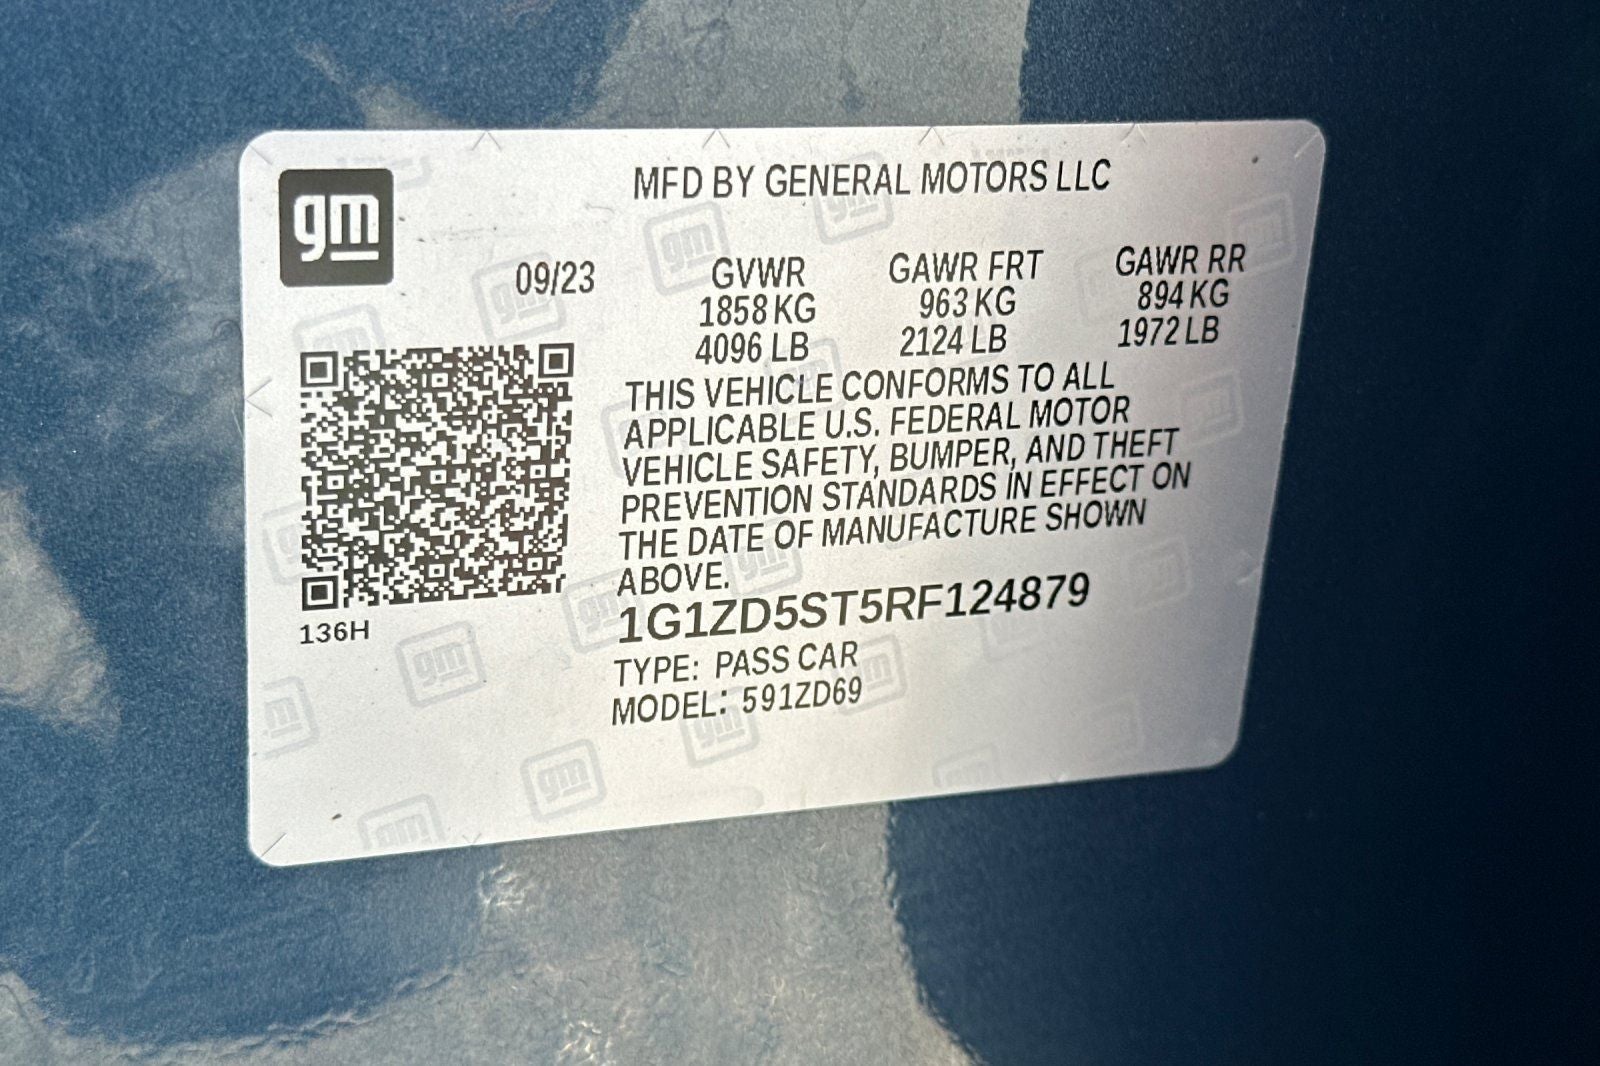 gm
MFD BY GENERAL MOTORS LLC
09/23 GVWR GAWR FRT GAWR RR
1858 KG 963 KG 894 KG
4096 LB 2124 LB 1972 LB
THIS VEHICLE CONFORMS TO ALL
APPLICABLE U.S. FEDERAL MOTOR
VEHICLE SAFETY, BUMPER, AND THEFT
PREVENTION STANDARDS IN EFFECT ON
THE DATE OF MANUFACTURE SHOWN
ABOVE.
1G1ZD5ST5RF124879
136H
TYPE: PASS CAR
MODEL: 591ZD69